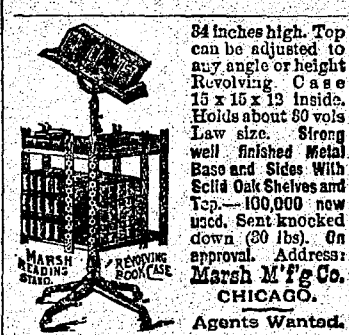 34 inches high. Top
can be adjusted to
any angle or height
Revolving Case
15 x 15 x 12 inside.
Holds about 80 vols
Law size. Strong
well finished Metal
Base and Sides With
Solid Oak Shelves and
Top.—100,000 now
used. Sent knocked
down (30 lbs). On
approval. Address:
Marsh M'f'g Co.
CHICAGO.
Agents Wanted.
MARSH
READING
STAND.
REVOLVING
BOOK CASE